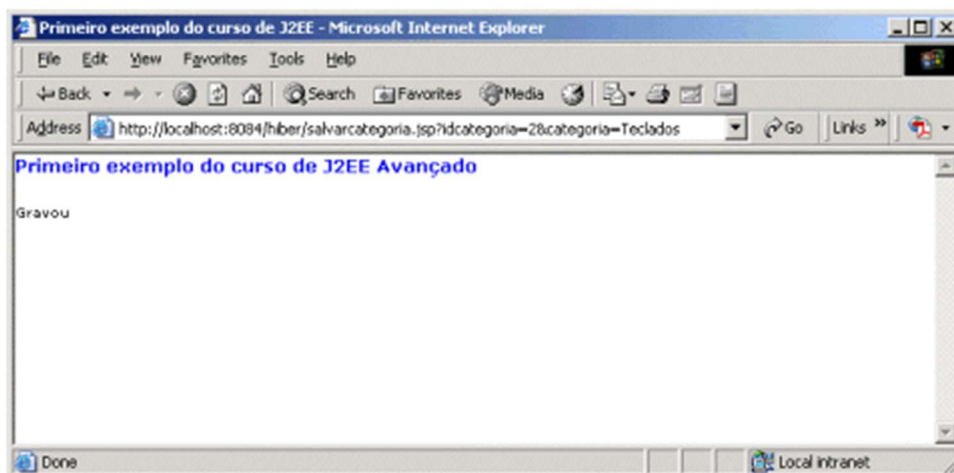 Primeiro exemplo do curso de J2EE - Microsoft Internet Explorer
File Edit View Favorites Tools Help
Back Search Favorites Media
Address http://localhost:8084/hiber/salvarcategoria.jsp?idcategoria=2&categoria=Teclados Go Links »
Primeiro exemplo do curso de J2EE Avançado
Gravou
Done Local intranet